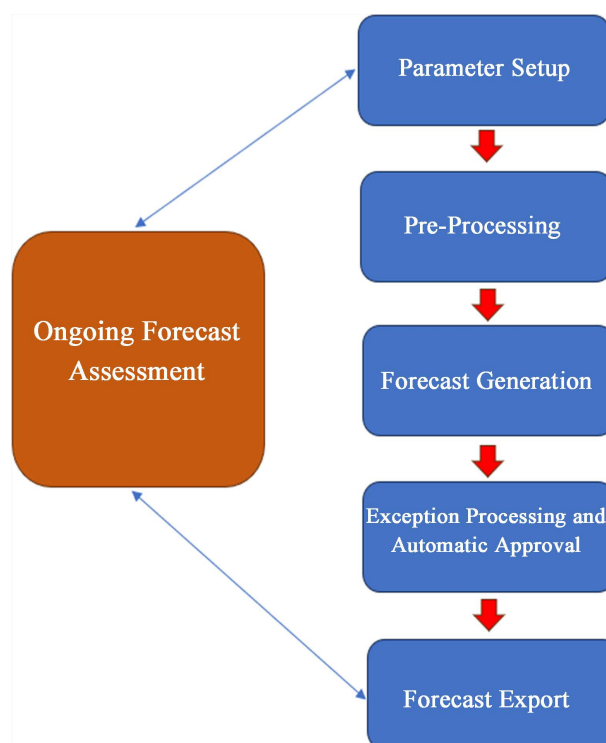 Parameter Setup
Pre-Processing
Ongoing Forecast
Assessment
Forecast Generation
Exception Processing and
Automatic Approval
Forecast Export